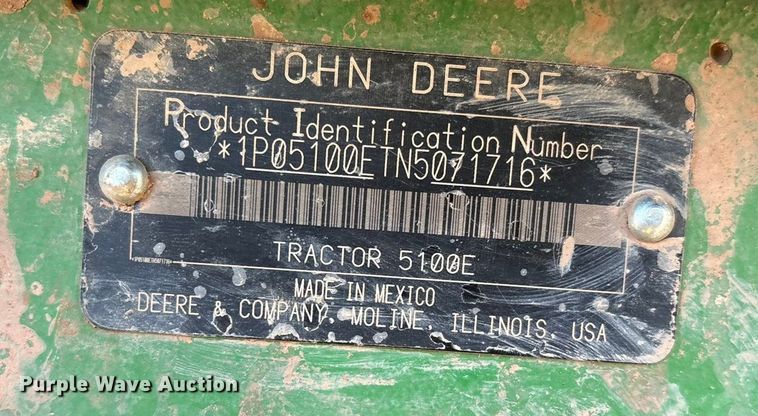 JOHN DEERE
Product Identification Number
*1P05100ETN5071716*
*1P05100ETN5071716*
TRACTOR 5100E
MADE IN MEXICO
DEERE & COMPANY, MOLINE, ILLINOIS, USA
Purple Wave Auction